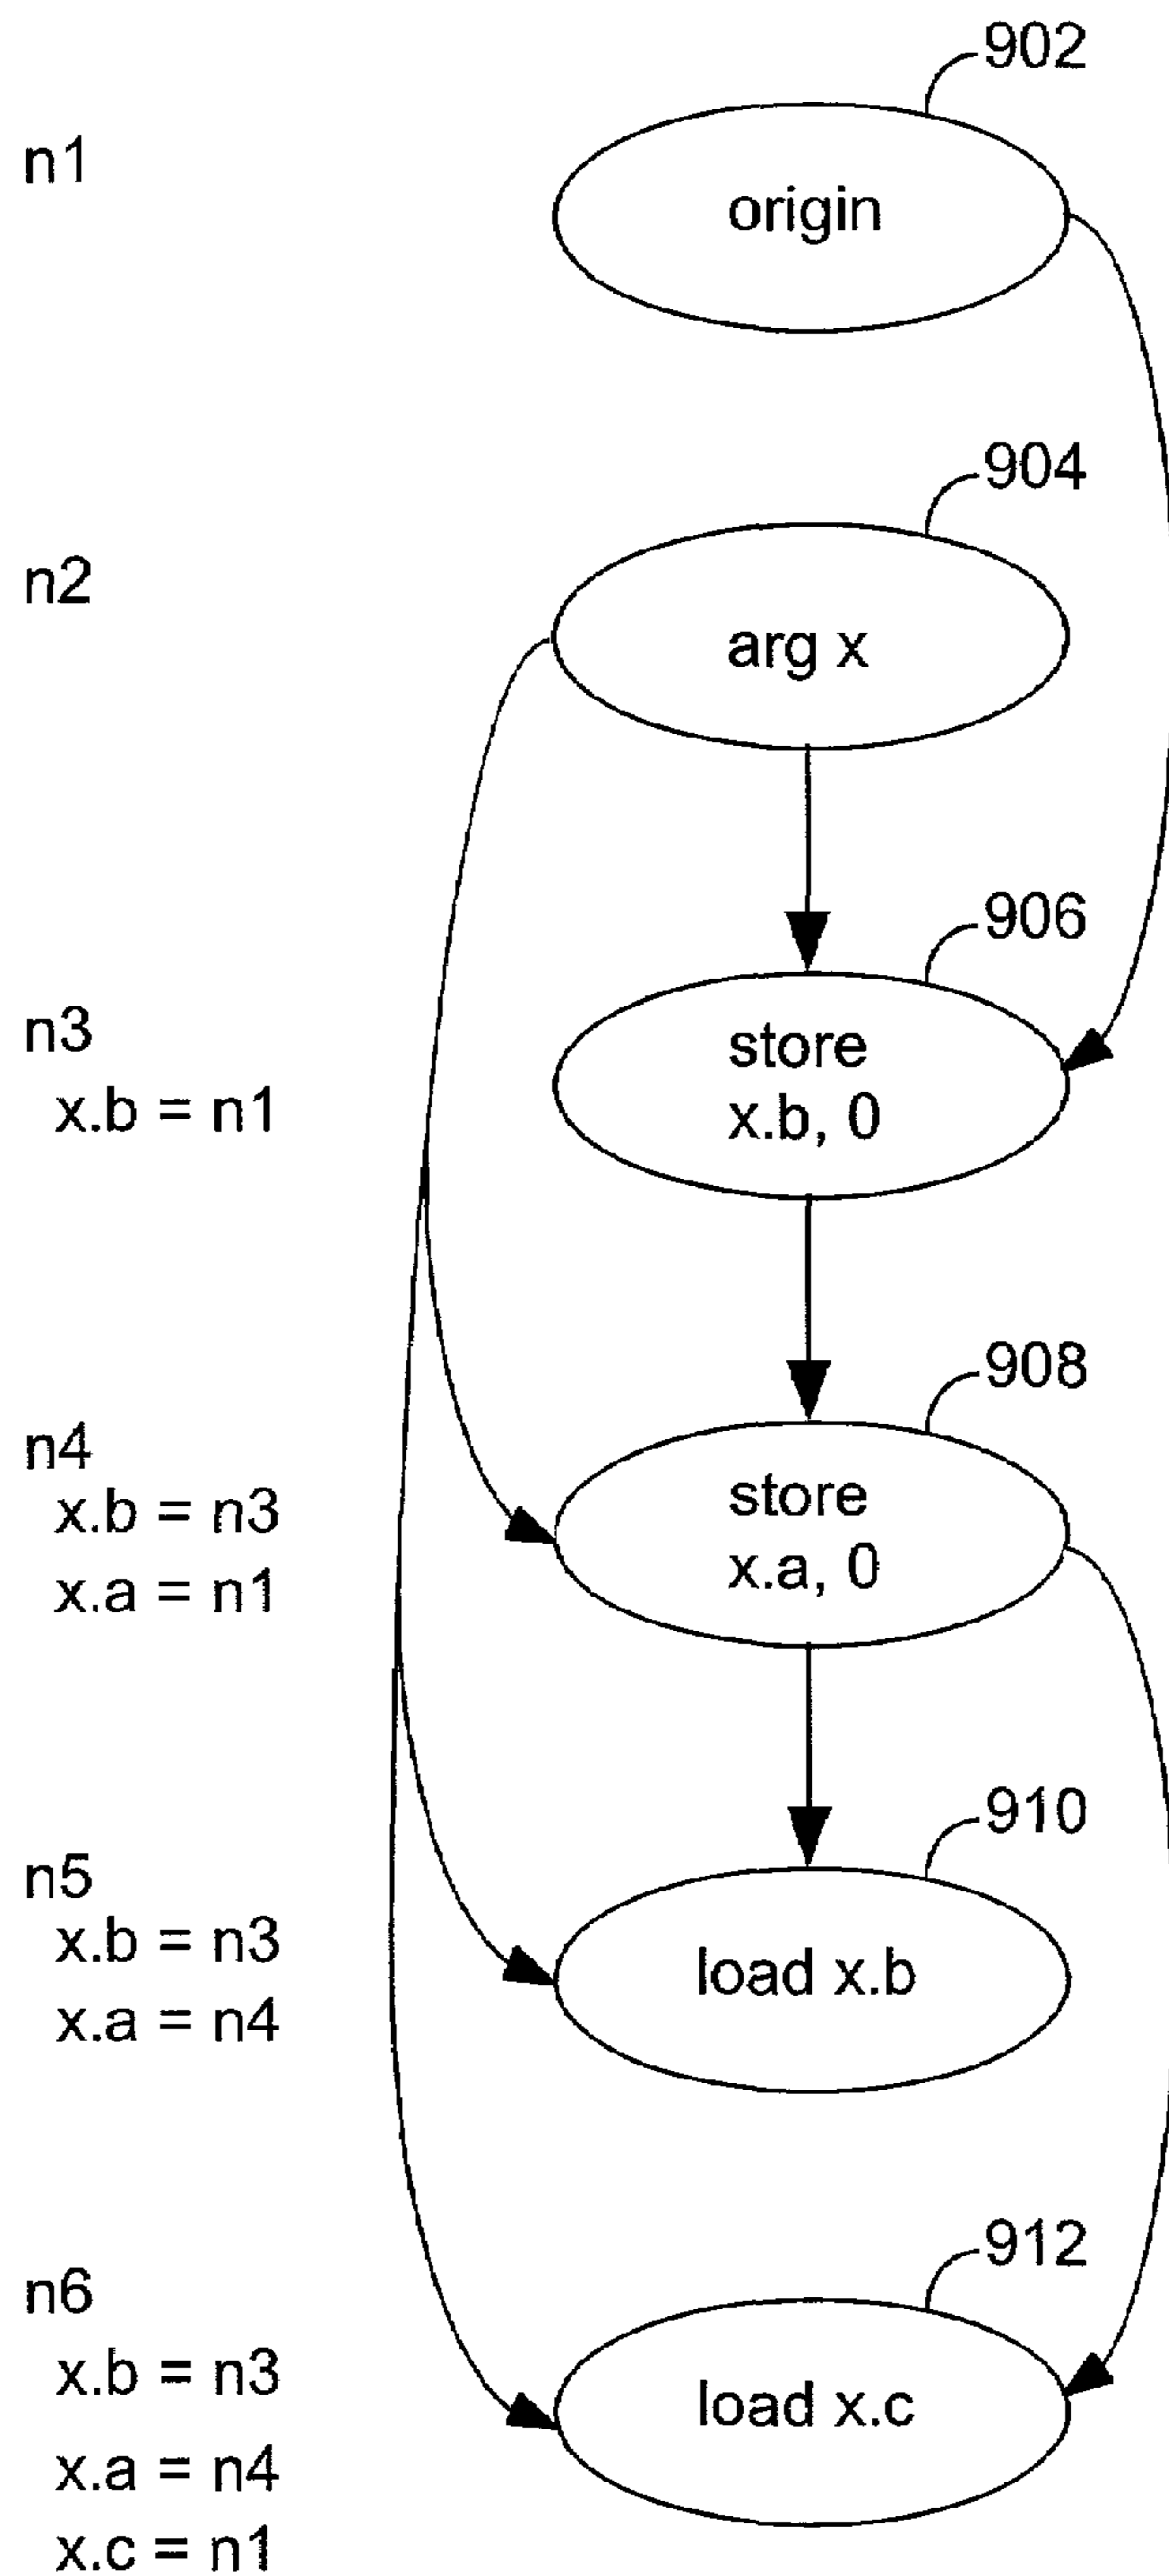 902
n1
origin
904
n2
arg x
906
n3
x.b = n1
store
x.b, 0
908
n4
x.b = n3
x.a = n1
store
x.a, 0
910
n5
x.b = n3
x.a = n4
load x.b
912
n6
x.b = n3
x.a = n4
x.c = n1
load x.c